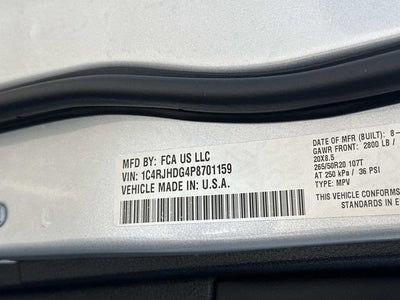 MFD BY: FCA US LLC
VIN: 1C4RJHDG4P8701159
VEHICLE MADE IN: U.S.A.
DATE OF MFR (BUILT): 8-
GAWR FRONT: 2800 LB /
20X8.5
265/50R20 107T
AT 250 kPa / 36 PSI
TYPE: MPV
THIS VEHICLE CONFORMS
STANDARDS IN E